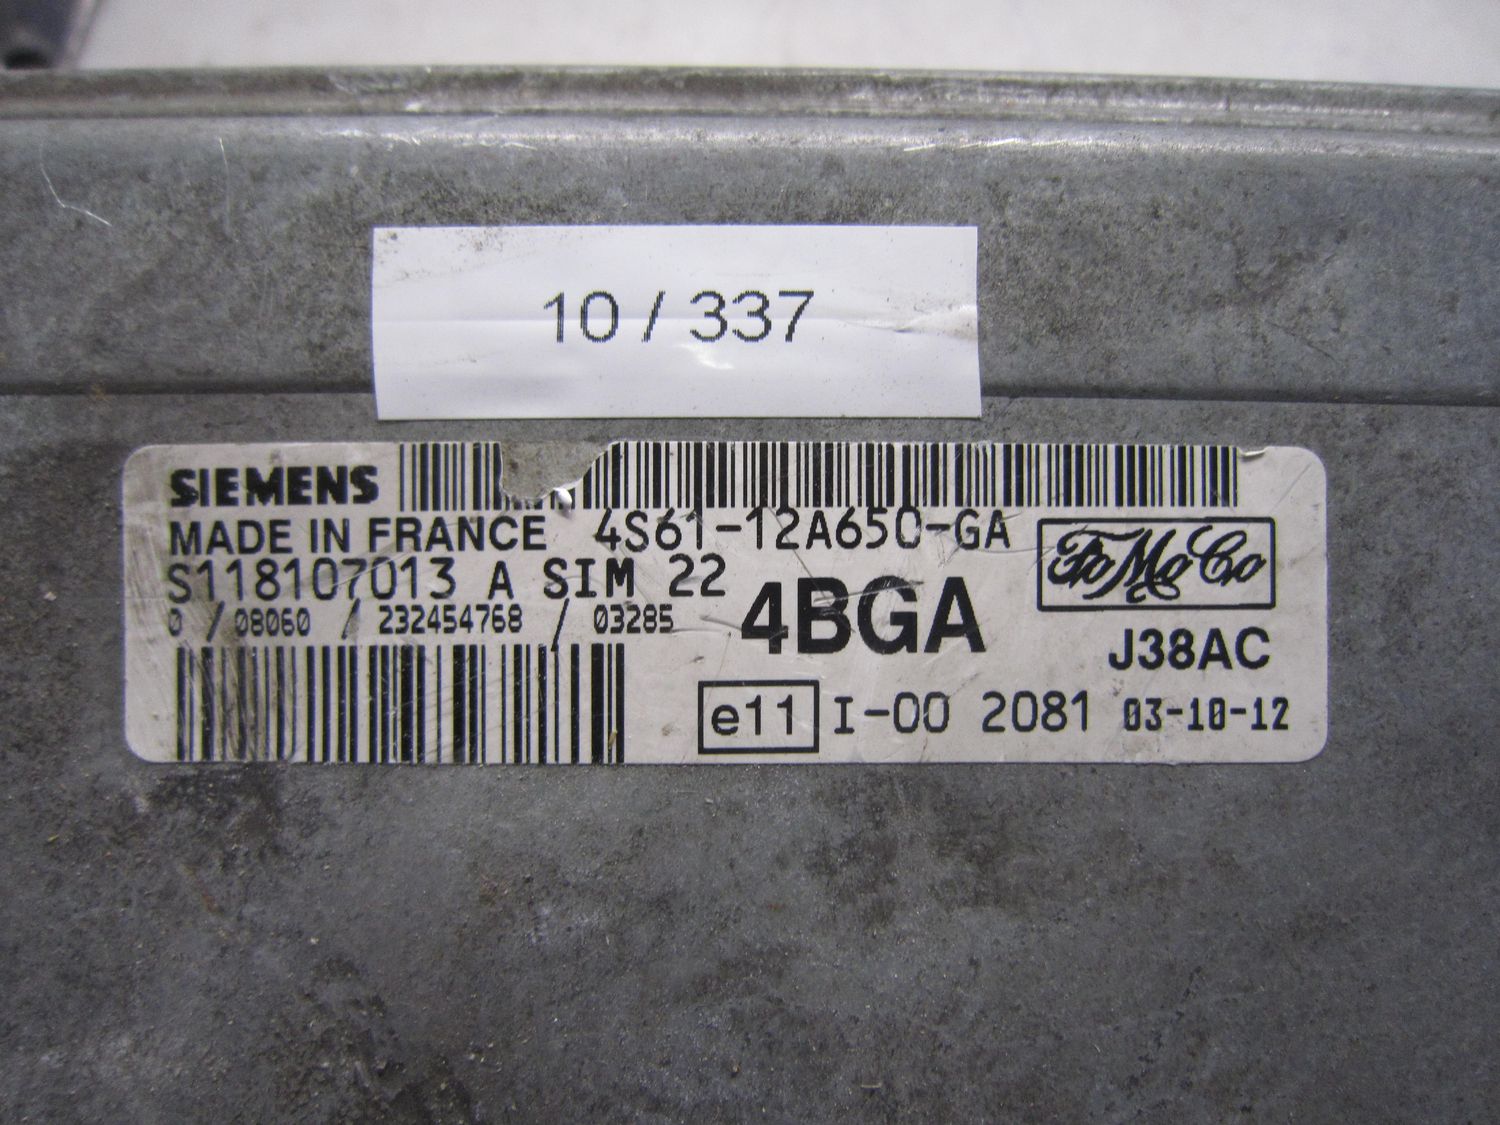 10 / 337
SIEMENS
MADE IN FRANCE 4S61-12A650-GA
FoMoCo
S118107013 A SIM 22
0 / 08060 / 232454768 / 03285
4BGA
J38AC
e11 I-00 2081 03-10-12